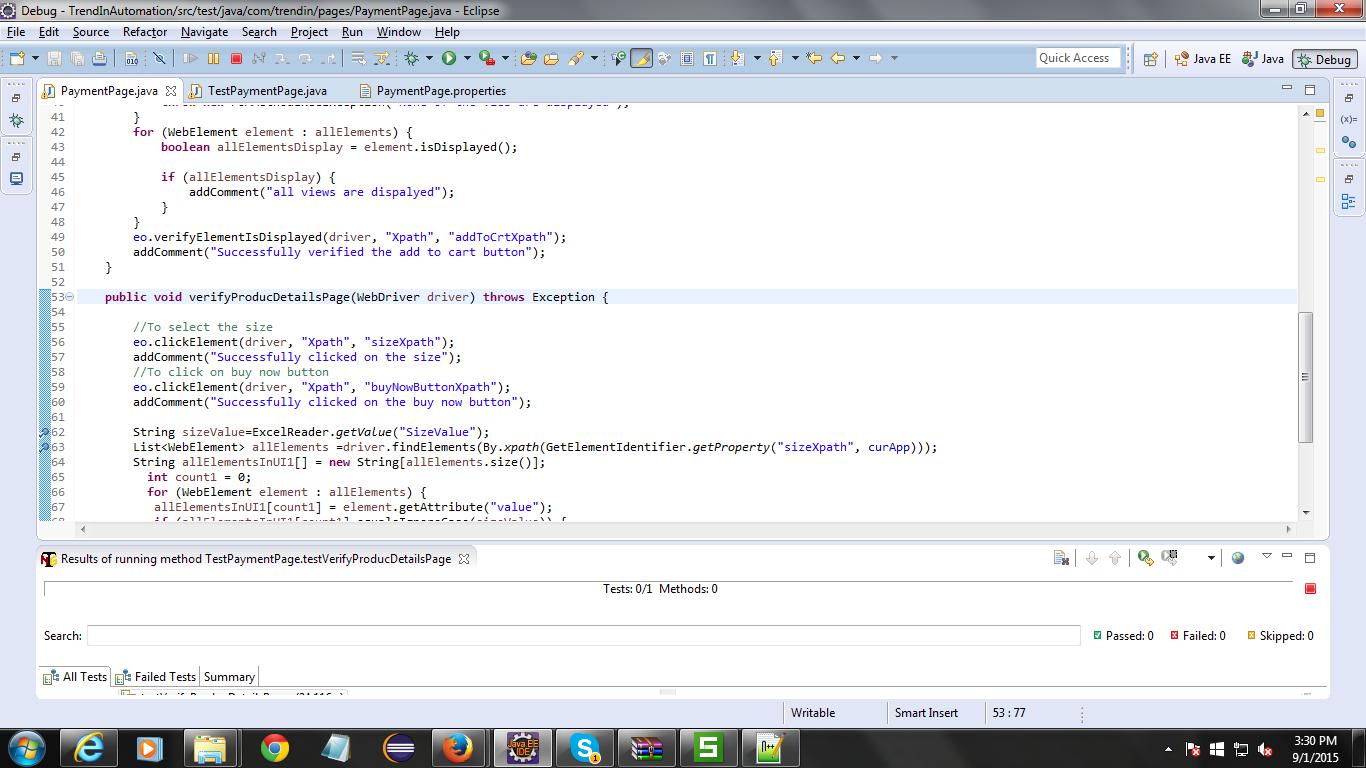 Debug - TrendInAutomation/src/test/java/com/trendin/pages/PaymentPage.java - Eclipse
File Edit Source Refactor Navigate Search Project Run Window Help
Quick Access Java EE Java Debug
PaymentPage.java TestPaymentPage.java PaymentPage.properties
41 }
42 for (WebElement element : allElements) {
43 boolean allElementsDisplay = element.isDisplayed();
44
45 if (allElementsDisplay) {
46 addComment("all views are dispalyed");
47 }
48 }
49 eo.verifyElementIsDisplayed(driver, "Xpath", "addToCrtXpath");
50 addComment("Successfully verified the add to cart button");
51 }
52
53 public void verifyProducDetailsPage(WebDriver driver) throws Exception {
54
55 //To select the size
56 eo.clickElement(driver, "Xpath", "sizeXpath");
57 addComment("Successfully clicked on the size");
58 //To click on buy now button
59 eo.clickElement(driver, "Xpath", "buyNowButtonXpath");
60 addComment("Successfully clicked on the buy now button");
61
62 String sizeValue=ExcelReader.getValue("SizeValue");
63 List<WebElement> allElements =driver.findElements(By.xpath(GetElementIdentifier.getProperty("sizeXpath", curApp)));
64 String allElementsInUI1[] = new String[allElements.size()];
65 int count1 = 0;
66 for (WebElement element : allElements) {
67 allElementsInUI1[count1] = element.getAttribute("value");
Results of running method TestPaymentPage.testVerifyProducDetailsPage
Tests: 0/1 Methods: 0
Search: Passed: 0 Failed: 0 Skipped: 0
All Tests Failed Tests Summary
Writable Smart Insert 53 : 77
Java EE IDE
3:30 PM
9/1/2015